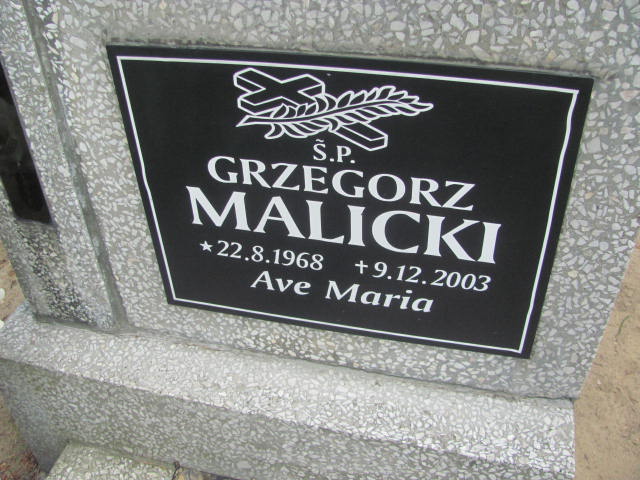 Ś.P.
GRZEGORZ
MALICKI
★22.8.1968 ✝9.12.2003
Ave Maria